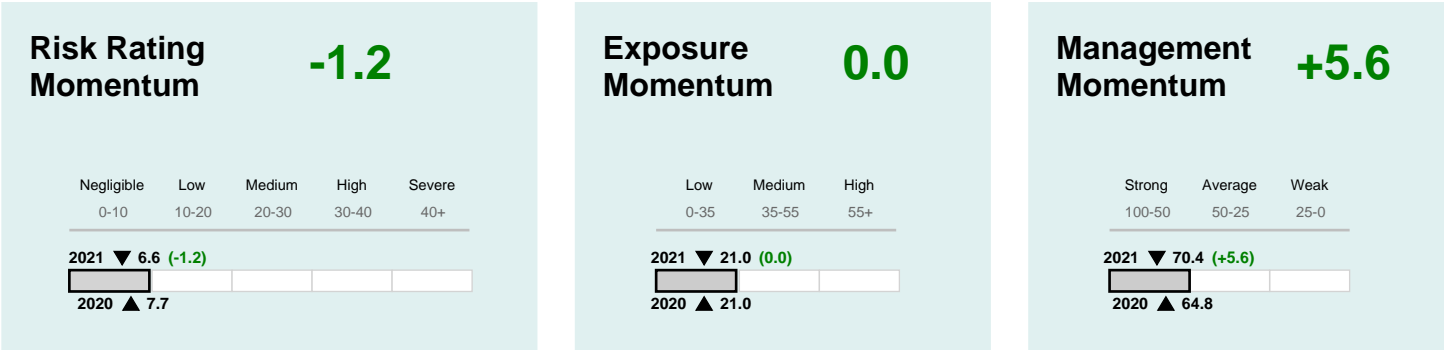 Risk Rating
Momentum
-1.2
Negligible Low Medium High Severe
0-10 10-20 20-30 30-40 40+
2021 ▼ 6.6 (-1.2)
2020 ▲ 7.7
Exposure
Momentum
0.0
Low Medium High
0-35 35-55 55+
2021 ▼ 21.0 (0.0)
2020 ▲ 21.0
Management
Momentum
+5.6
Strong Average Weak
100-50 50-25 25-0
2021 ▼ 70.4 (+5.6)
2020 ▲ 64.8